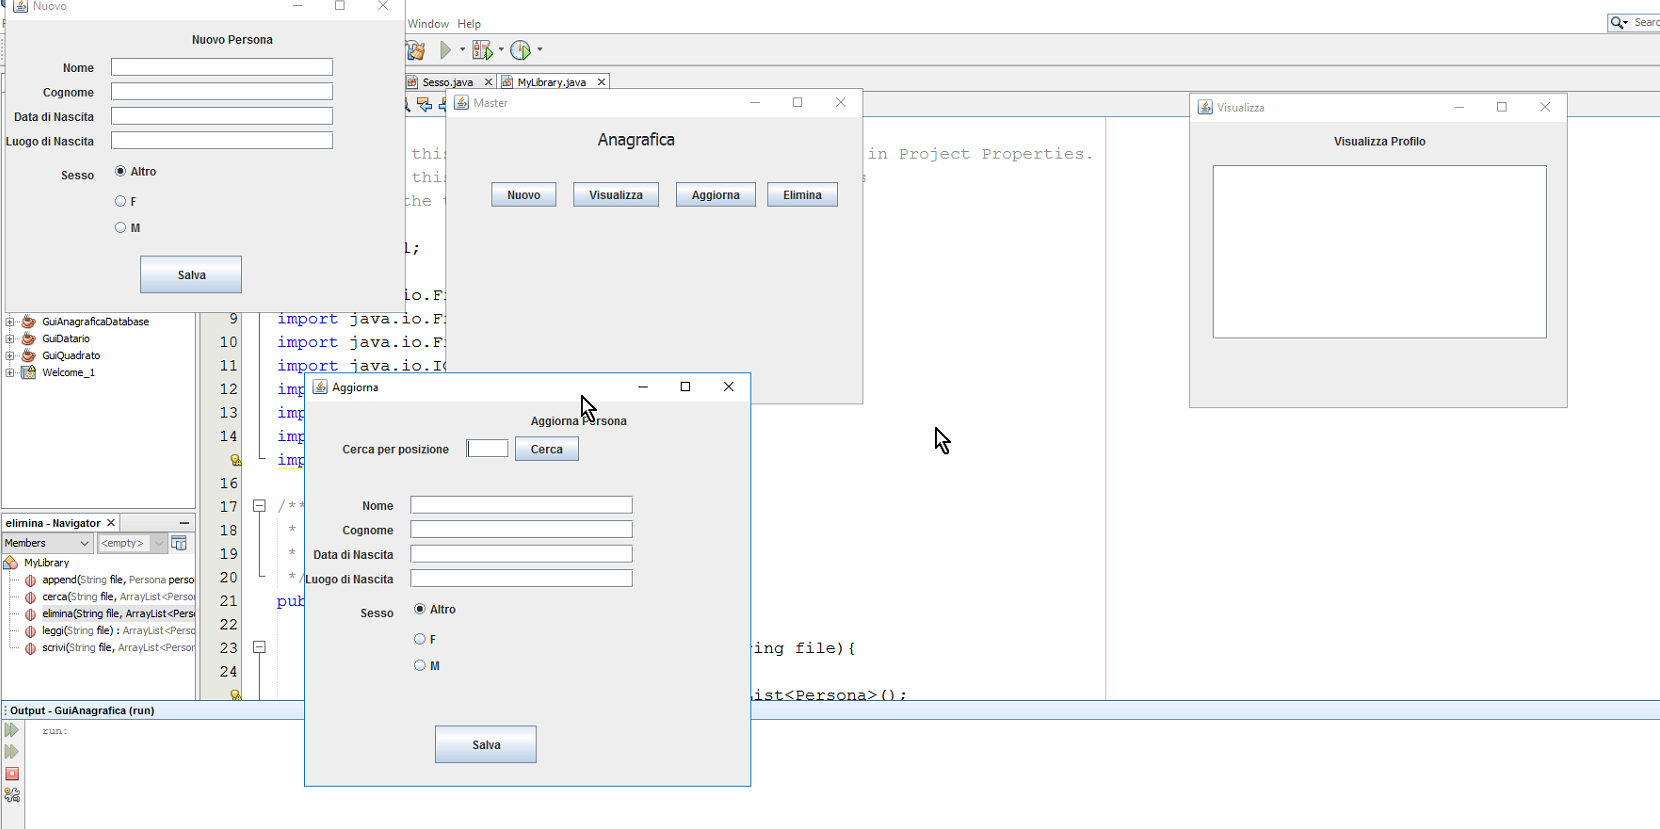 Nuovo
Nuovo Persona
Nome
Cognome
Data di Nascita
Luogo di Nascita
Sesso
Altro
F
M
Salva
Window Help
Sear
Sesso.java
MyLibrary.java
Master
Anagrafica
Nuovo Visualizza Aggiorna Elimina
this in Project Properties.
this s
the t
l;
io.F
9 import java.io.F
10 import java.io.F
11 import java.io.IO
12 imp
13 imp
14 imp
imp
16
17 /**
18 *
19 *
20 */
21 pub
22
23 ing file){
24
ist<Persona>();
Visualizza
Visualizza Profilo
GuiAnagraficaDatabase
GuiDatario
GuiQuadrato
Welcome_1
elimina - Navigator
Members <empty>
MyLibrary
append(String file, Persona perso
cerca(String file, ArrayList<Perso
elimina(String file, ArrayList<Pers
leggi(String file) : ArrayList<Perso
scrivi(String file, ArrayList<Person
Aggiorna
Aggiorna Persona
Cerca per posizione Cerca
Nome
Cognome
Data di Nascita
Luogo di Nascita
Sesso
Altro
F
M
Salva
Output - GuiAnagrafica (run)
run: